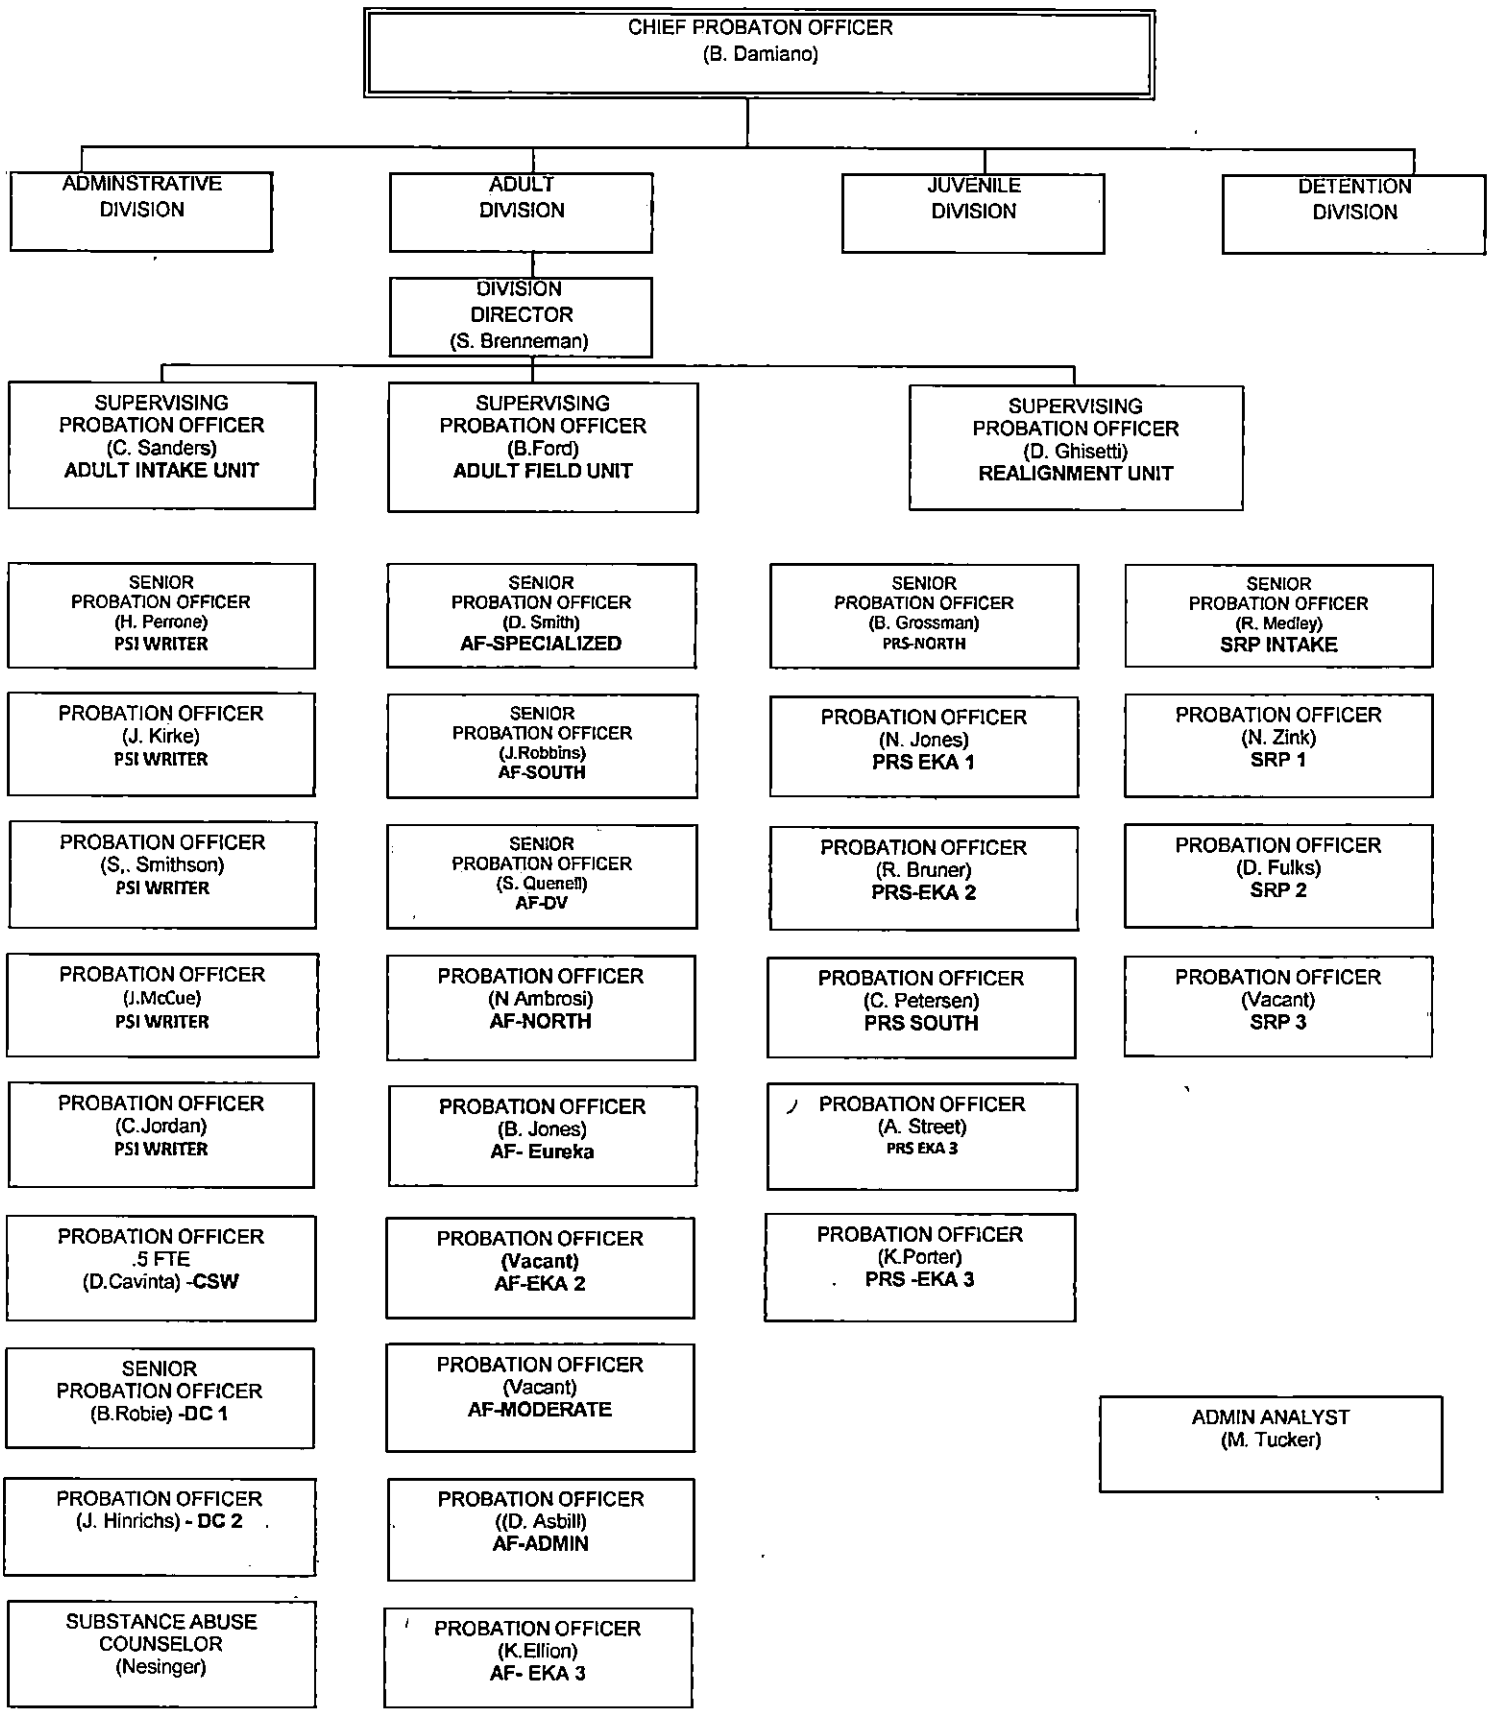 CHIEF PROBATON OFFICER
(B. Damiano)
ADMINSTRATIVE
DIVISION
ADULT
DIVISION
JUVENILE
DIVISION
DETENTION
DIVISION
DIVISION
DIRECTOR
(S. Brenneman)
SUPERVISING
PROBATION OFFICER
(C. Sanders)
ADULT INTAKE UNIT
SUPERVISING
PROBATION OFFICER
(B.Ford)
ADULT FIELD UNIT
SUPERVISING
PROBATION OFFICER
(D. Ghisetti)
REALIGNMENT UNIT
SENIOR
PROBATION OFFICER
(H. Perrone)
PSI WRITER
SENIOR
PROBATION OFFICER
(D. Smith)
AF-SPECIALIZED
SENIOR
PROBATION OFFICER
(B. Grossman)
PRS-NORTH
SENIOR
PROBATION OFFICER
(R. Medley)
SRP INTAKE
PROBATION OFFICER
(J. Kirke)
PSI WRITER
SENIOR
PROBATION OFFICER
(J.Robbins)
AF-SOUTH
PROBATION OFFICER
(N. Jones)
PRS EKA 1
PROBATION OFFICER
(N. Zink)
SRP 1
PROBATION OFFICER
(S,. Smithson)
PSI WRITER
SENIOR
PROBATION OFFICER
(S. Quenell)
AF-DV
PROBATION OFFICER
(R. Bruner)
PRS-EKA 2
PROBATION OFFICER
(D. Fulks)
SRP 2
PROBATION OFFICER
(J.McCue)
PSI WRITER
PROBATION OFFICER
(N Ambrosi)
AF-NORTH
PROBATION OFFICER
(C. Petersen)
PRS SOUTH
PROBATION OFFICER
(Vacant)
SRP 3
PROBATION OFFICER
(C.Jordan)
PSI WRITER
PROBATION OFFICER
(B. Jones)
AF- Eureka
PROBATION OFFICER
(A. Street)
PRS EKA 3
PROBATION OFFICER
.5 FTE
(D.Cavinta) -CSW
PROBATION OFFICER
(Vacant)
AF-EKA 2
PROBATION OFFICER
(K.Porter)
PRS -EKA 3
SENIOR
PROBATION OFFICER
(B.Robie) -DC 1
PROBATION OFFICER
(Vacant)
AF-MODERATE
ADMIN ANALYST
(M. Tucker)
PROBATION OFFICER
(J. Hinrichs) - DC 2
PROBATION OFFICER
((D. Asbill)
AF-ADMIN
SUBSTANCE ABUSE
COUNSELOR
(Nesinger)
PROBATION OFFICER
(K.Ellion)
AF- EKA 3